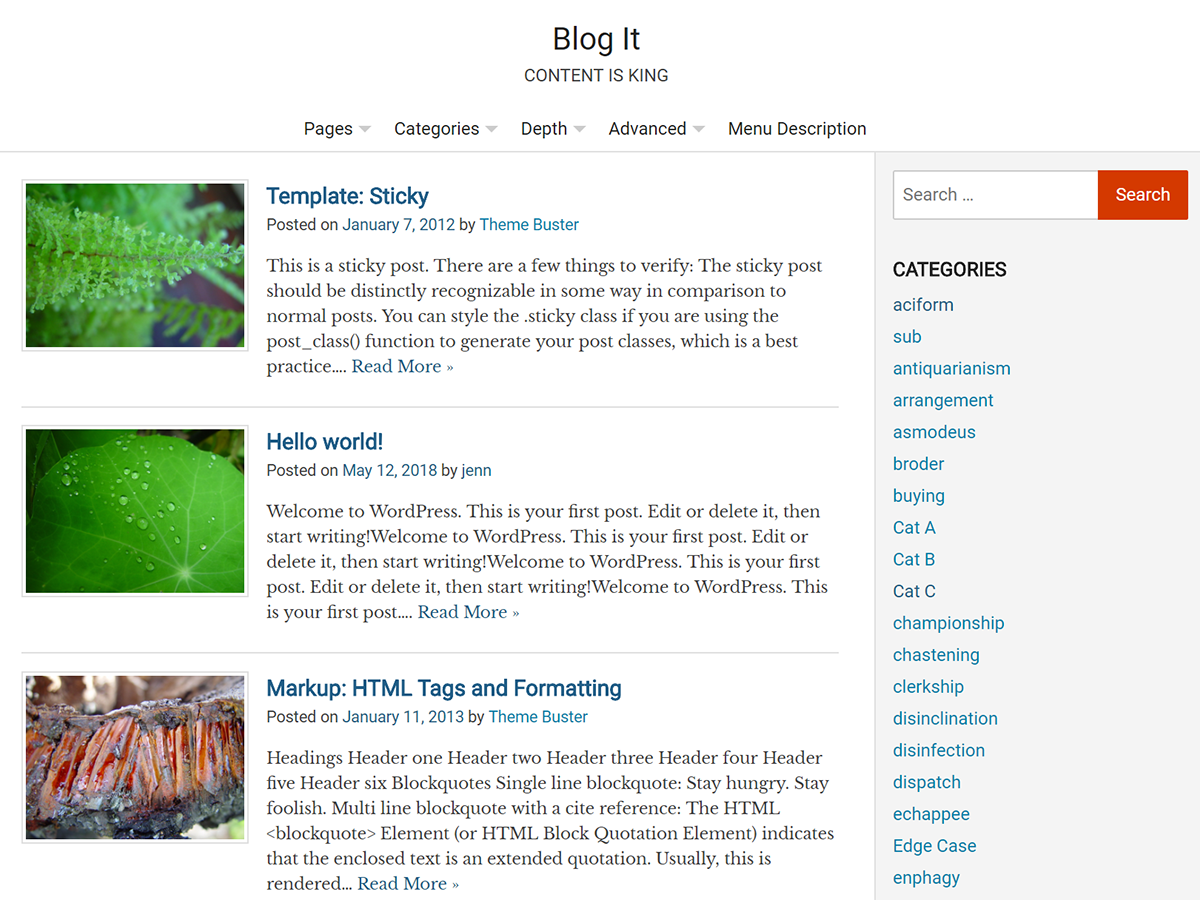 Blog It
CONTENT IS KING
Pages Categories Depth Advanced Menu Description
Template: Sticky
Posted on January 7, 2012 by Theme Buster
This is a sticky post. There are a few things to verify: The sticky post
should be distinctly recognizable in some way in comparison to
normal posts. You can style the .sticky class if you are using the
post_class() function to generate your post classes, which is a best
practice.... Read More »
Hello world!
Posted on May 12, 2018 by jenn
Welcome to WordPress. This is your first post. Edit or delete it, then
start writing!Welcome to WordPress. This is your first post. Edit or
delete it, then start writing!Welcome to WordPress. This is your first
post. Edit or delete it, then start writing!Welcome to WordPress. This
is your first post.... Read More »
Markup: HTML Tags and Formatting
Posted on January 11, 2013 by Theme Buster
Headings Header one Header two Header three Header four Header
five Header six Blockquotes Single line blockquote: Stay hungry. Stay
foolish. Multi line blockquote with a cite reference: The HTML
<blockquote> Element (or HTML Block Quotation Element) indicates
that the enclosed text is an extended quotation. Usually, this is
rendered... Read More »
Search ...
Search
CATEGORIES
aciform
sub
antiquarianism
arrangement
asmodeus
broder
buying
Cat A
Cat B
Cat C
championship
chastening
clerkship
disinclination
disinfection
dispatch
echappee
Edge Case
enphagy